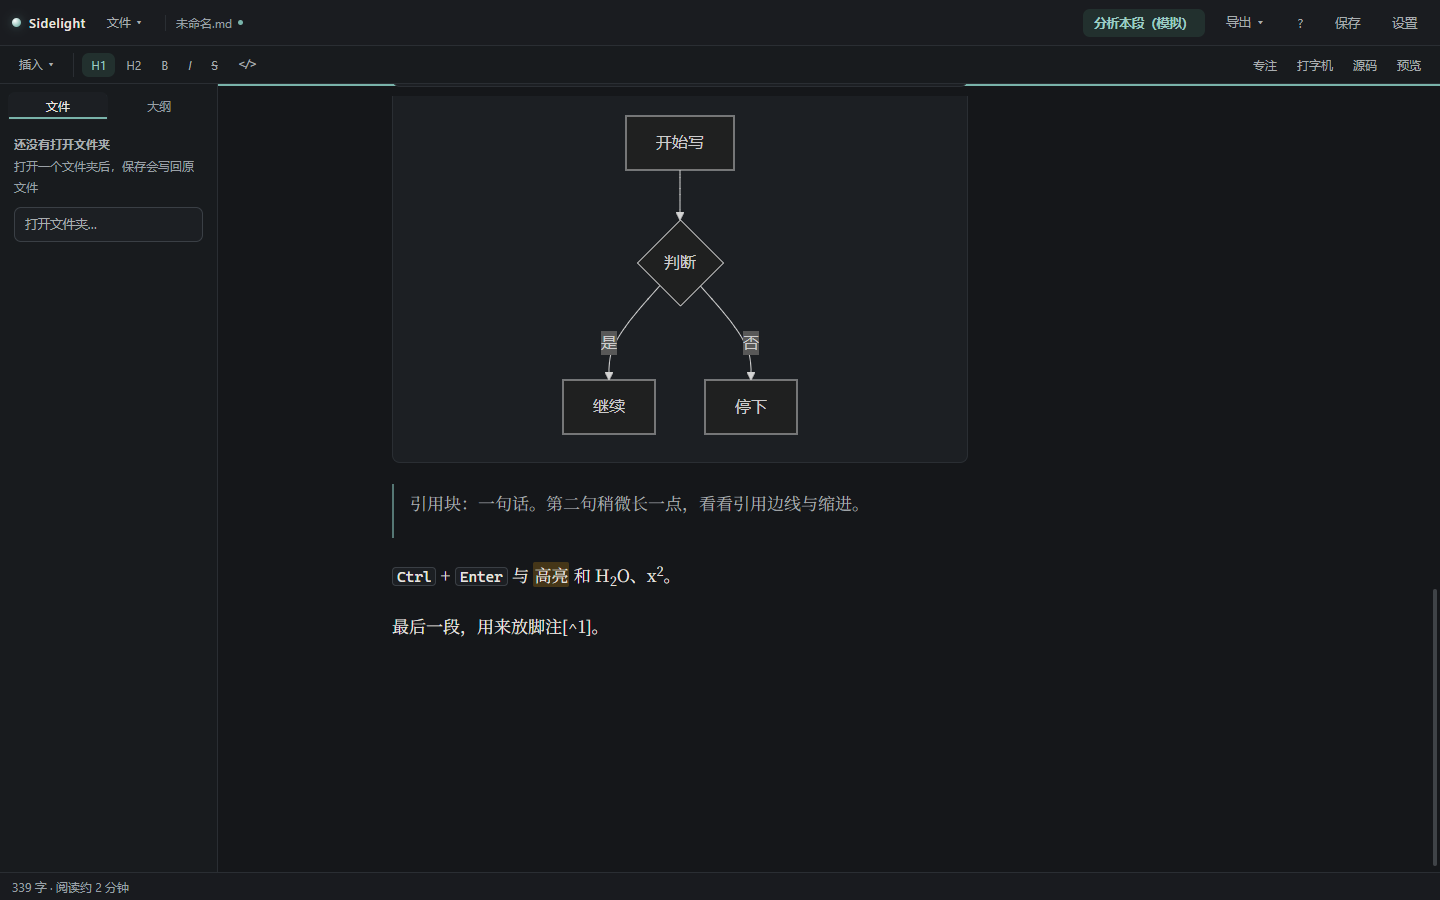 Sidelight 文件 未命名.md 分析本段（模拟） 导出 ? 保存 设置
插入 H1 H2 B I S </> 专注 打字机 源码 预览
文件 大纲
还没有打开文件夹
打开一个文件夹后，保存会写回原
文件
打开文件夹...
开始写
判断
是 否
继续 停下
引用块：一句话。第二句稍微长一点，看看引用边线与缩进。
Ctrl + Enter 与 高亮 和 H₂O、x²。
最后一段，用来放脚注[^1]。
339 字 · 阅读约 2 分钟